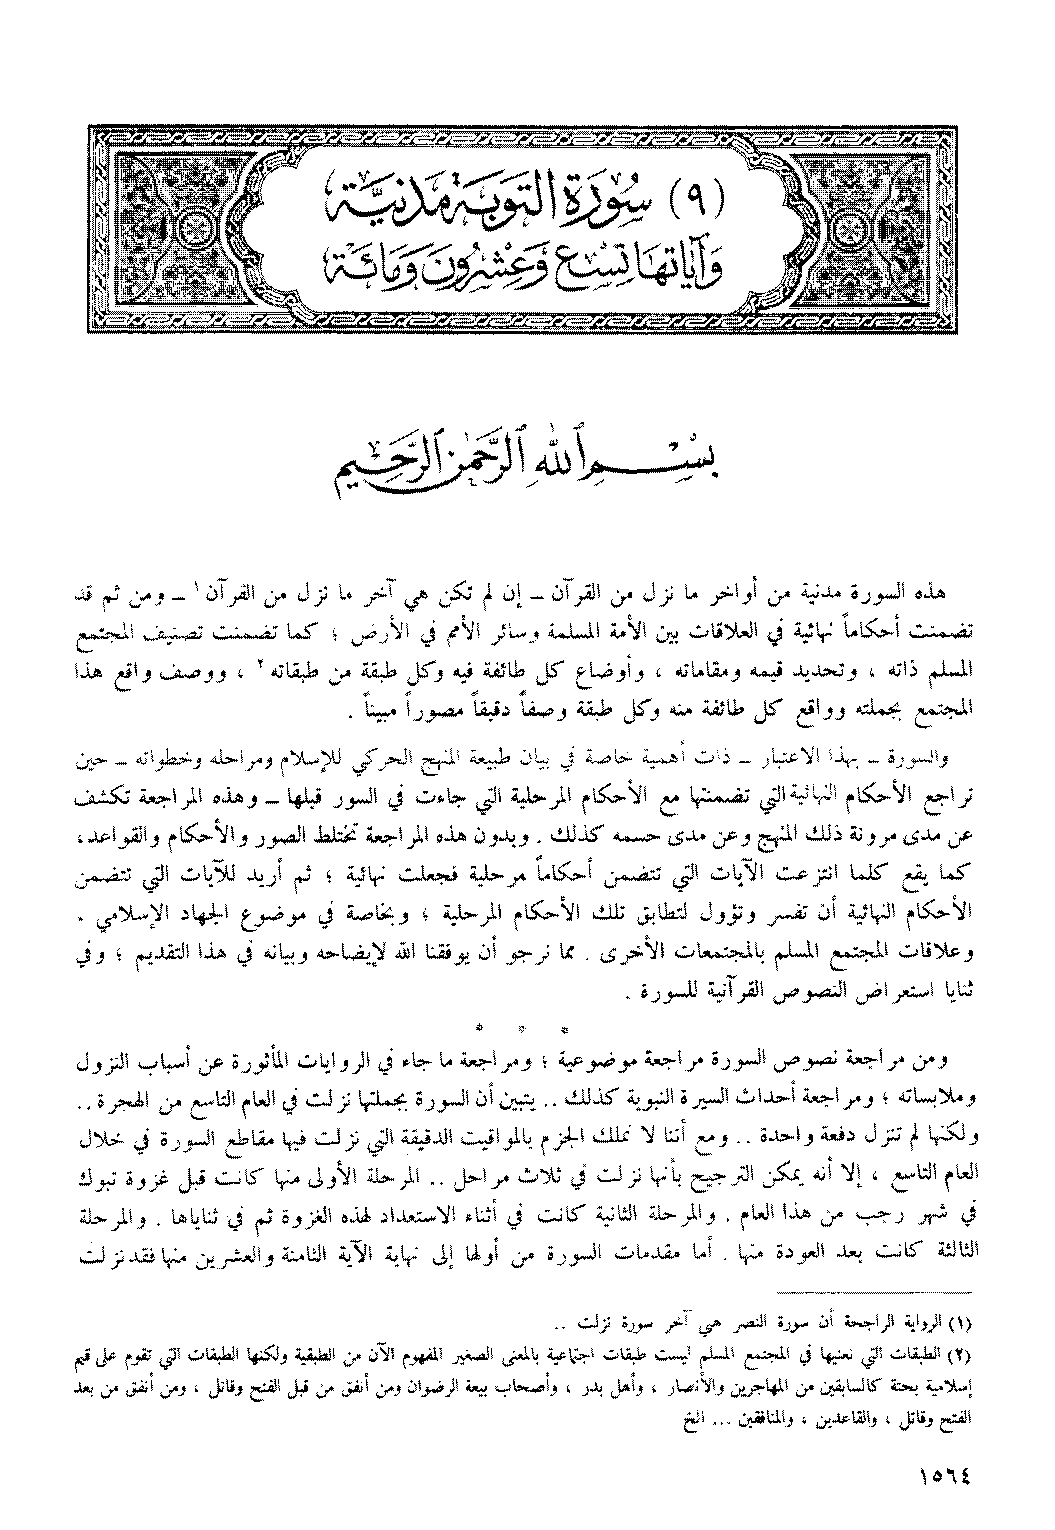 (٩) سُورَة التوبَة مَدَنيَّة
وَآيَاتهَا تِسْع وَعِشْرُونَ وَمَائَة
بِسْمِ ٱللَّهِ ٱلرَّحْمَٰنِ ٱلرَّحِيمِ
هذه السورة مدنية من أواخر ما نزل من القرآن ــ إن لم تكن هي آخر ما نزل من القرآن ١ ــ ومن ثم قد
تضمنت أحكاماً نهائية في العلاقات بين الأمة المسلمة وسائر الأمم في الأرض ؛ كما تضمنت تصنيف المجتمع
المسلم ذاته ، وتحديد قيمه ومقاماته ، وأوضاع كل طائفة فيه وكل طبقة من طبقاته ٢ ، ووصف واقع هذا
المجتمع بجملته وواقع كل طائفة منه وكل طبقة وصفاً دقيقاً مصوراً مبيناً .
والسورة ــ بهذا الاعتبار ــ ذات أهمية خاصة في بيان طبيعة المنهج الحركي للإسلام ومراحله وخطواته ــ حين
تراجع الأحكام النهائية التي تضمنتها مع الأحكام المرحلية التي جاءت في السور قبلها ــ وهذه المراجعة تكشف
عن مدى مرونة ذلك المنهج وعن مدى حسمه كذلك . وبدون هذه المراجعة تختلط الصور والأحكام والقواعد،
كما يقع كلما انتزعت الآيات التي تتضمن أحكاماً مرحلية فجعلت نهائية ؛ ثم أريد للآيات التي تتضمن
الأحكام النهائية أن تفسر وتؤول لتطابق تلك الأحكام المرحلية ؛ وبخاصة في موضوع الجهاد الإسلامي .
وعلاقات المجتمع المسلم بالمجتمعات الأخرى . مما نرجو أن يوفقنا الله لإيضاحه وبيانه في هذا التقديم ؛ وفي
ثنايا استعراض النصوص القرآنية للسورة .
* * *
ومن مراجعة نصوص السورة مراجعة موضوعية ؛ ومراجعة ما جاء في الروايات المأثورة عن أسباب النزول
وملابساته ؛ ومراجعة أحداث السيرة النبوية كذلك .. يتبين أن السورة بجملتها نزلت في العام التاسع من الهجرة ..
ولكنها لم تنزل دفعة واحدة .. ومع أننا لا نملك الجزم بالمواقيت الدقيقة التي نزلت فيها مقاطع السورة في خلال
العام التاسع ، إلا أنه يمكن الترجيح بأنها نزلت في ثلاث مراحل .. المرحلة الأولى منها كانت قبل غزوة تبوك
في شهر رجب من هذا العام . والمرحلة الثانية كانت في أثناء الاستعداد لهذه الغزوة ثم في ثناياها . والمرحلة
الثالثة كانت بعد العودة منها . أما مقدمات السورة من أولها إلى نهاية الآية الثامنة والعشرين منها فقد نزلت
(١) الرواية الراجحة أن سورة النصر هي آخر سورة نزلت ..
(٢) الطبقات التي نعنيها في المجتمع المسلم ليست طبقات اجتماعية بالمعنى الصغير المفهوم الآن من الطبقية ولكنها الطبقات التي تقوم على قيم
إسلامية بحتة كالسابقين من المهاجرين والأنصار ، وأهل بدر ، وأصحاب بيعة الرضوان ومن أنفق من قبل الفتح وقاتل ، ومن أنفق من بعد
الفتح وقاتل ، والقاعدين ، والمنافقين ... الخ
١٥٦٤